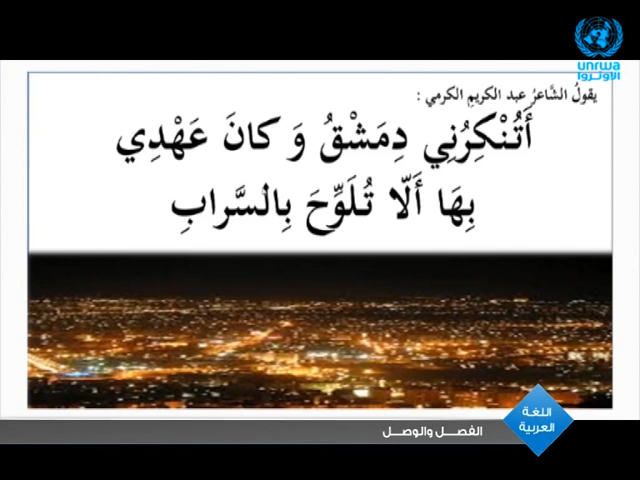 unrwa
الأونروا
يقولُ الشَّاعرُ عبد الكريمِ الكرمي :
أَتُنْكِرُنِي دِمَشْقُ وَ كانَ عَهْدِي
بِهَا أَلّا تُلَوِّحَ بِالسَّرابِ
اللغة
العربية
الفصل والوصل